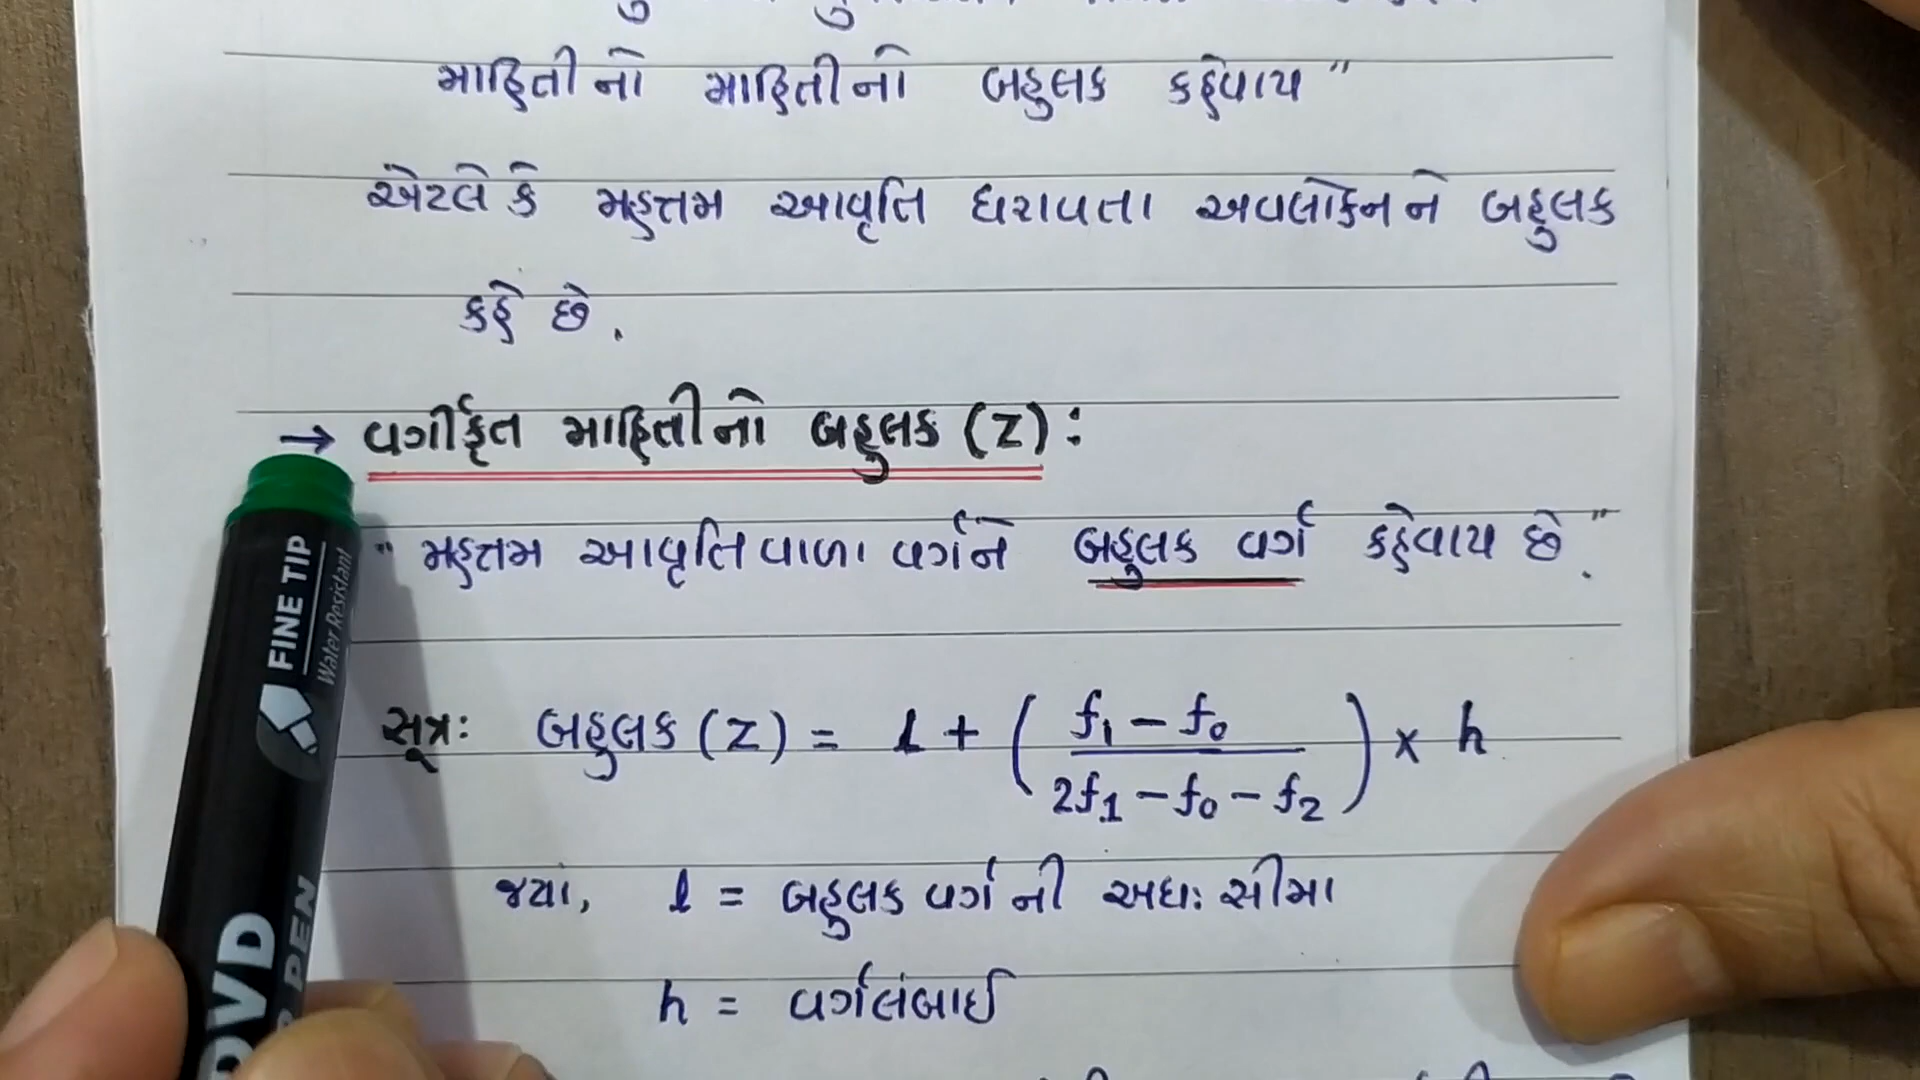 માહિતીનો માહિતીનો બહુલક કહેવાય"
એટલે કે મહત્તમ આવૃતિ ધરાવતા અવલોકનને બહુલક
કહે છે.
→ વર્ગીકૃત માહિતીનો બહુલક (Z):
"મહત્તમ આવૃતિવાળા વર્ગને બહુલક વર્ગ કહેવાય છે".
સૂત્ર: બહુલક (Z) = l + ( (f₁ − f₀) / (2f₁ − f₀ − f₂) ) × h
જયાં, l = બહુલક વર્ગની અધઃ સીમા
h = વર્ગલંબાઈ
FINE TIP
Water Resistant
DVD
PEN